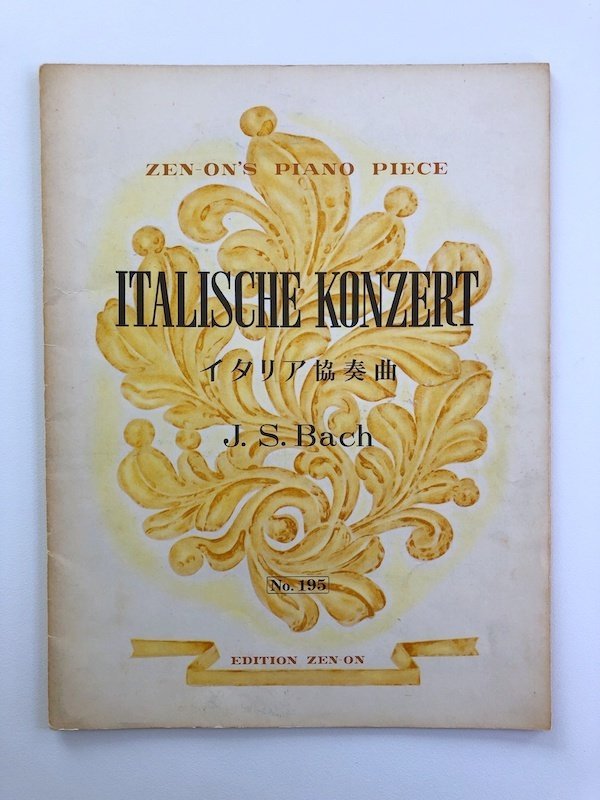 ZEN-ON'S PIANO PIECE
ITALISCHE KONZERT
イタリア協奏曲
J. S. Bach
No. 195
EDITION ZEN-ON